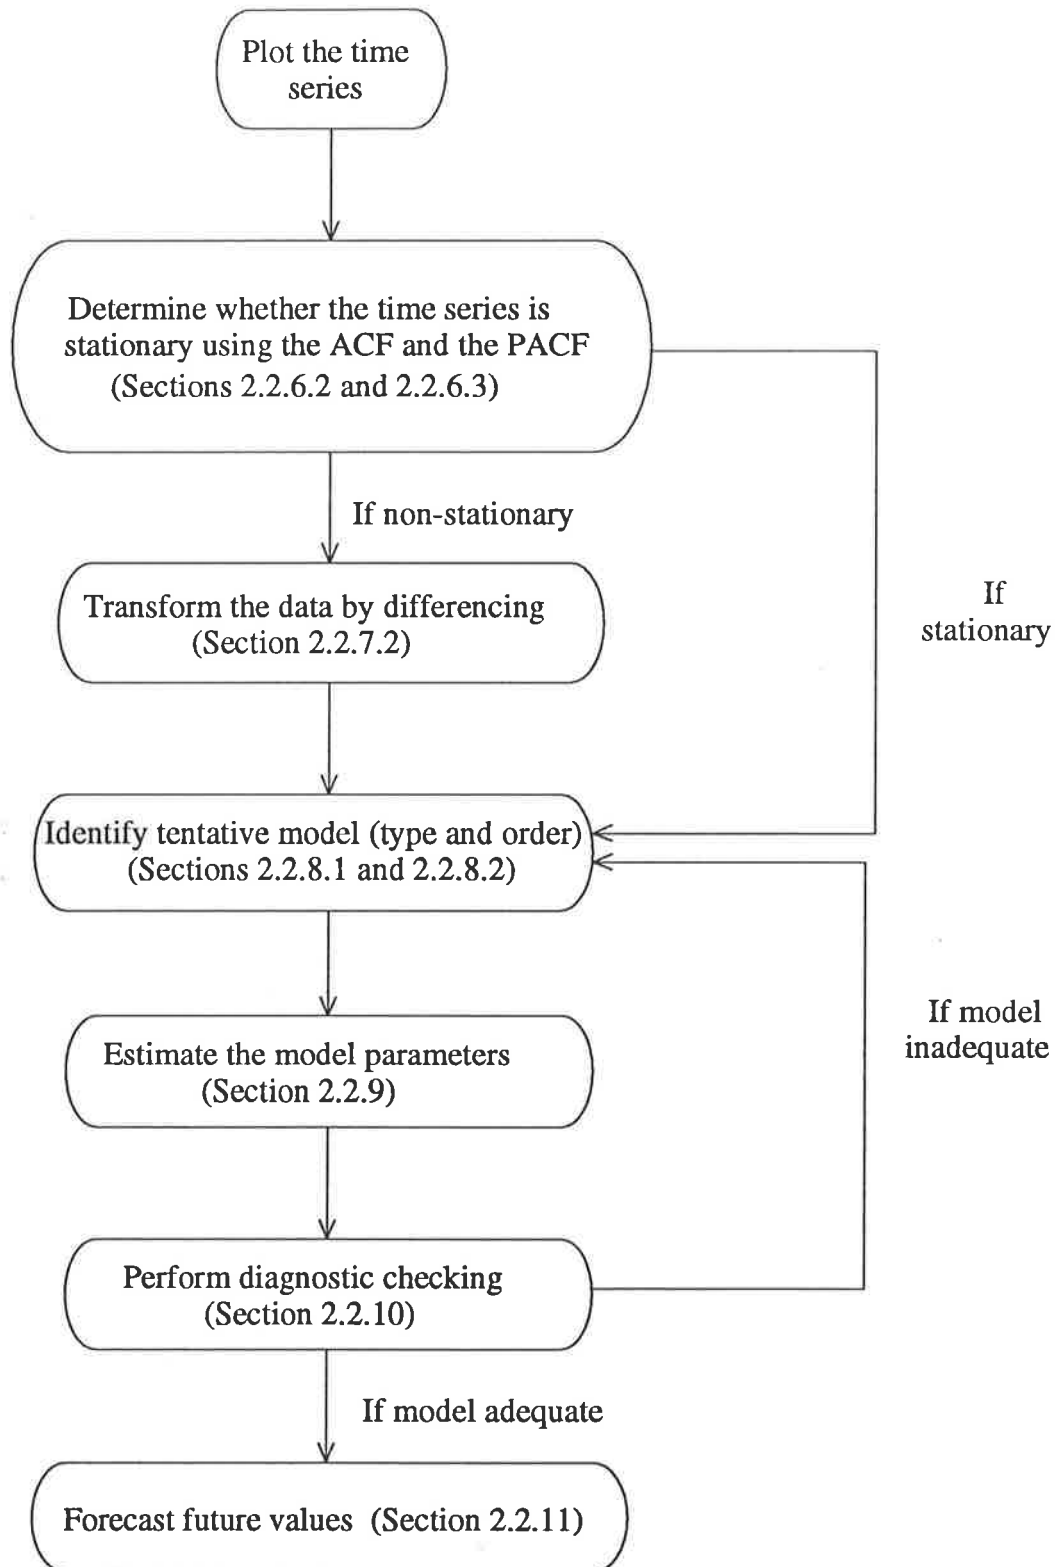 Plot the time
series
Determine whether the time series is
stationary using the ACF and the PACF
(Sections 2.2.6.2 and 2.2.6.3)
If non-stationary
Transform the data by differencing
(Section 2.2.7.2)
If
stationary
Identify tentative model (type and order)
(Sections 2.2.8.1 and 2.2.8.2)
If model
inadequate
Estimate the model parameters
(Section 2.2.9)
Perform diagnostic checking
(Section 2.2.10)
If model adequate
Forecast future values (Section 2.2.11)